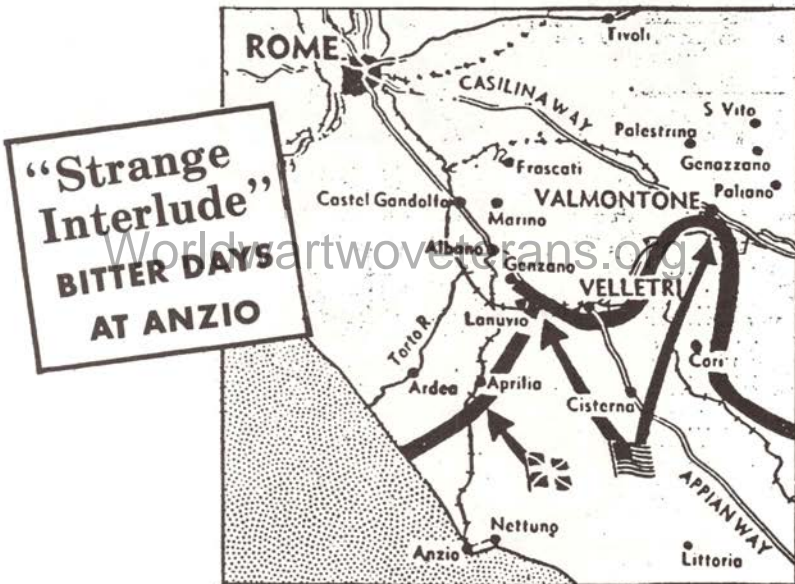 "Strange
Interlude"
BITTER DAYS
AT ANZIO
Worldwartwoveterans.org
ROME
Tivoli
CASILINA WAY
S Vito
Palestrina
Frascati
Genazzano
Castel Gandolfo
VALMONTONE
Paliano
Marino
Albano
Genzano
VELLETRI
Lanuvio
Torto R.
Cori
Ardea
Aprilia
Cisterna
APPIAN WAY
Nettuno
Anzio
Littoria